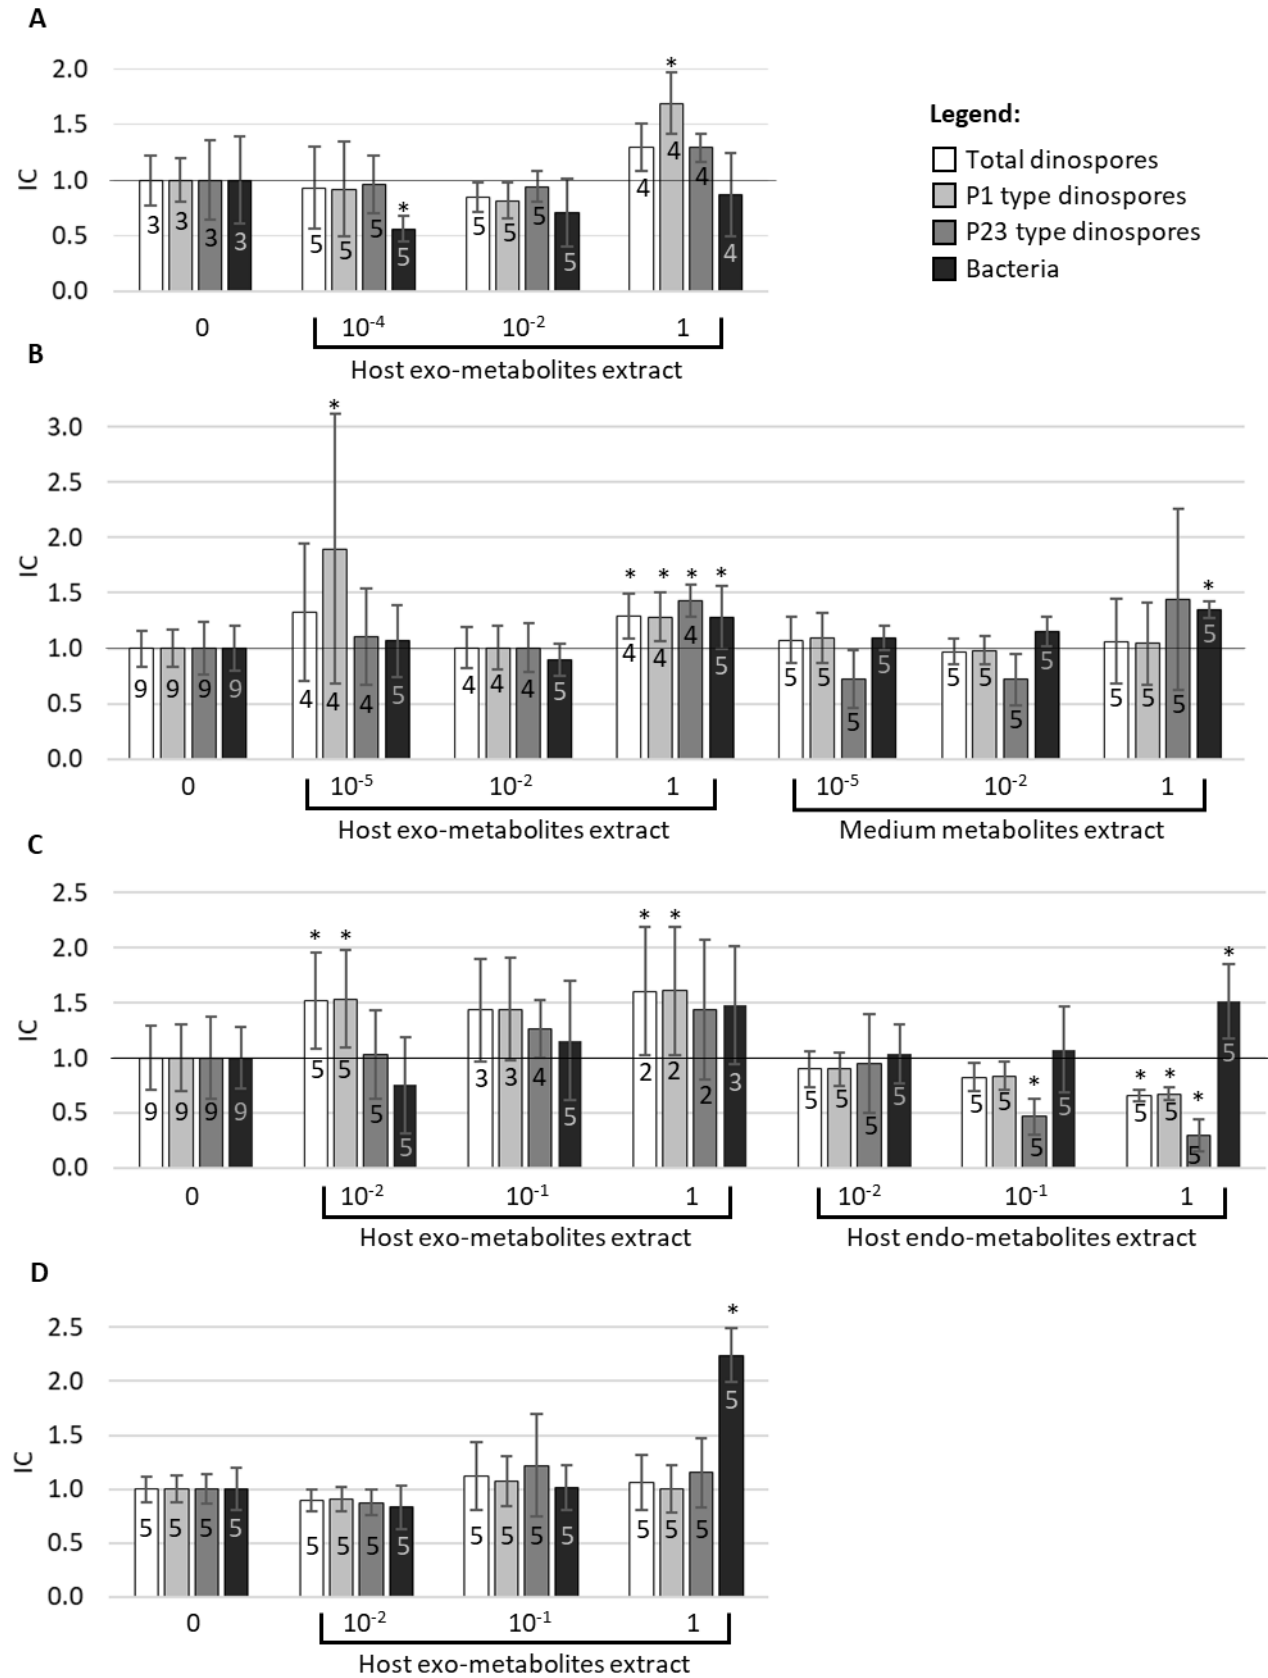 A
2.0
1.5
1.0
0.5
0.0
IC
3 3 3 3
5 5 5 5 *
5 5 5 5
4 4 4 4 *
0 10⁻⁴ 10⁻² 1
Host exo-metabolites extract
Legend:
Total dinospores
P1 type dinospores
P23 type dinospores
Bacteria
B
3.0
2.5
2.0
1.5
1.0
0.5
0.0
IC
9 9 9 9
* 4 4 4 5
4 4 4 5
* * * * 4 4 4 5
5 5 5 5
5 5 5 5
5 5 5 5 *
0 10⁻⁵ 10⁻² 1 10⁻⁵ 10⁻² 1
Host exo-metabolites extract Medium metabolites extract
C
2.5
2.0
1.5
1.0
0.5
0.0
IC
9 9 9 9
* * 5 5 5 5
3 3 4 5
* * 2 2 2 3
5 5 5 5
5 5 * 5 5
* * * * 5 5 5 5
0 10⁻² 10⁻¹ 1 10⁻² 10⁻¹ 1
Host exo-metabolites extract Host endo-metabolites extract
D
2.5
2.0
1.5
1.0
0.5
0.0
IC
5 5 5 5
5 5 5 5
5 5 5 5
5 5 5 5 *
0 10⁻² 10⁻¹ 1
Host exo-metabolites extract